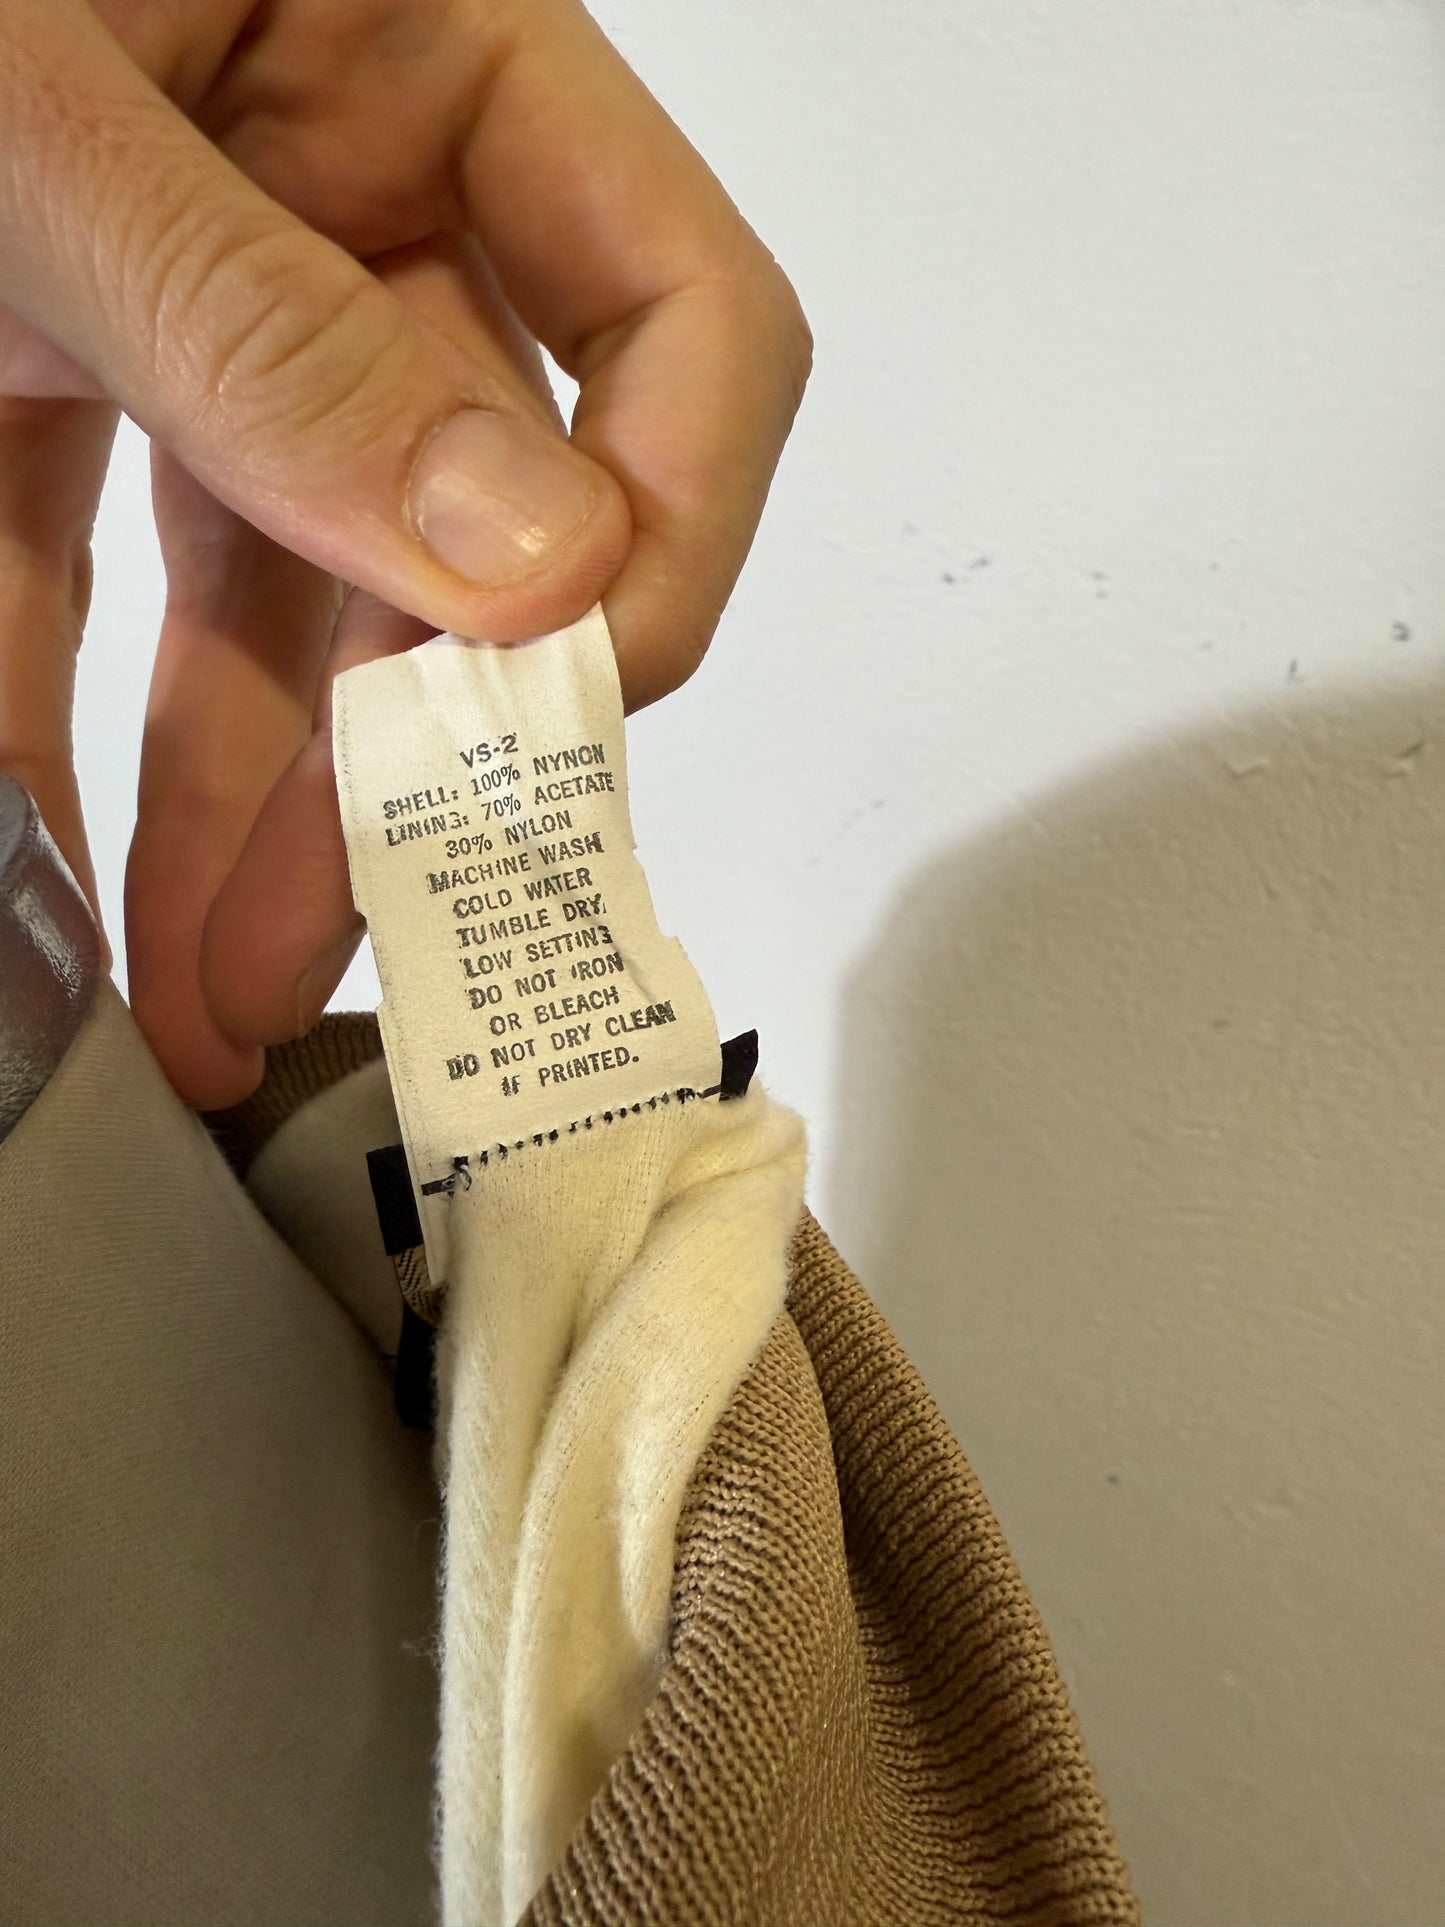 VS-2
SHELL: 100% NYNON
LINING: 70% ACETATE
30% NYLON
MACHINE WASH
COLD WATER
TUMBLE DRY,
LOW SETTING
DO NOT IRON
OR BLEACH
DO NOT DRY CLEAN
IF PRINTED.